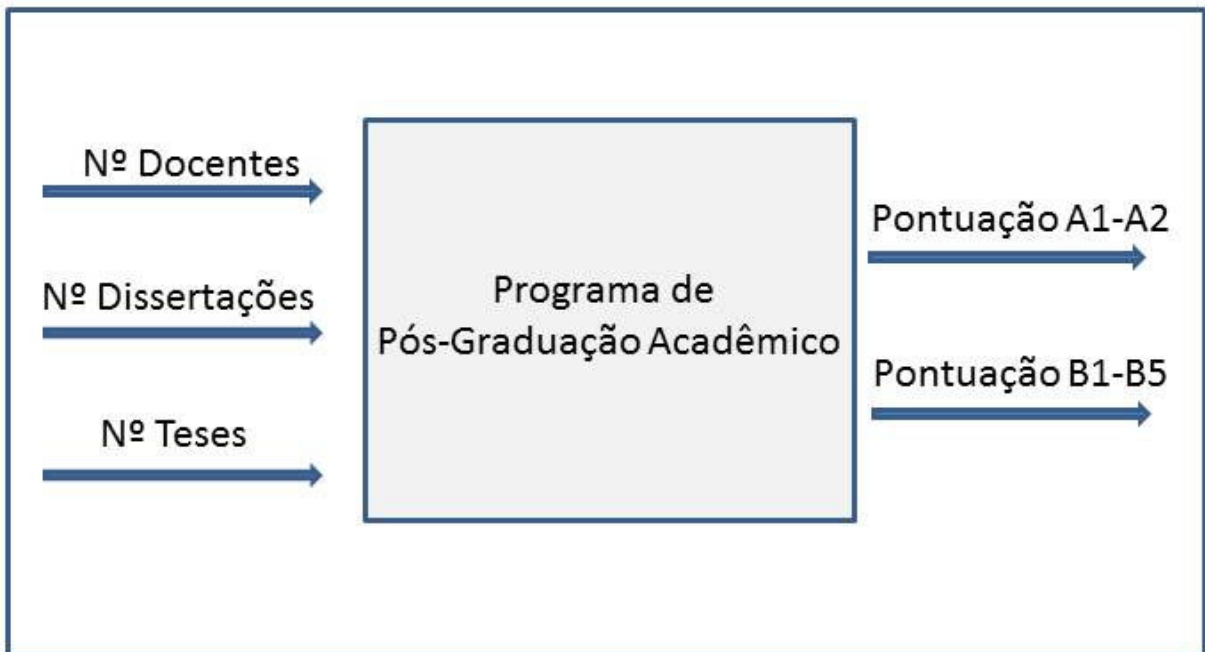 Nº Docentes
Nº Dissertações
Nº Teses
Programa de
Pós-Graduação Acadêmico
Pontuação A1-A2
Pontuação B1-B5